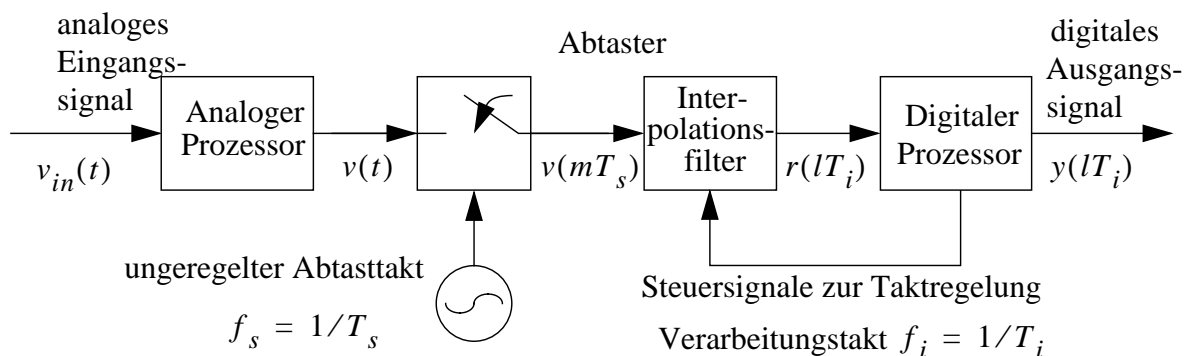 analoges
Eingangs-
signal
v_in(t)
Analoger
Prozessor
v(t)
Abtaster
v(mT_s)
Inter-
polations-
filter
r(lT_i)
Digitaler
Prozessor
digitales
Ausgangs-
signal
y(lT_i)
ungeregelter Abtasttakt
f_s = 1/T_s
Steuersignale zur Taktregelung
Verarbeitungstakt f_i = 1/T_i